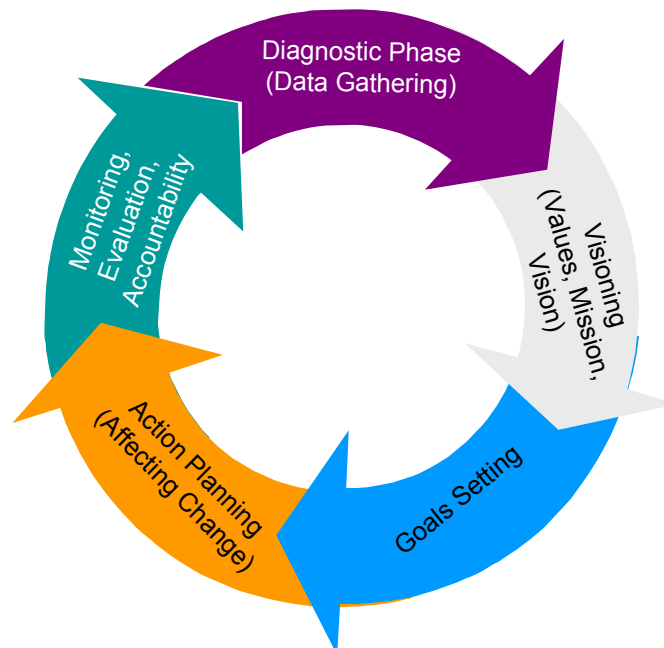 Diagnostic Phase
(Data Gathering)
Visioning
(Values, Mission,
Vision)
Goals Setting
Action Planning
(Affecting Change)
Monitoring,
Evaluation,
Accountability